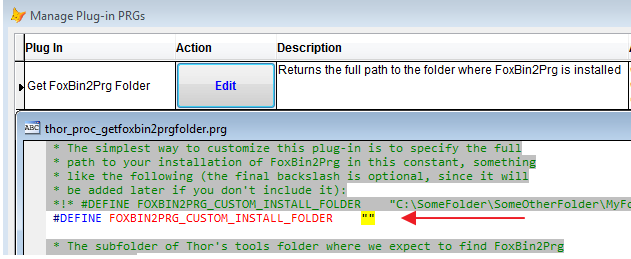 Manage Plug-in PRGs
Plug In Action Description
Get FoxBin2Prg Folder Edit Returns the full path to the folder where FoxBin2Prg is installed
thor_proc_getfoxbin2prgfolder.prg
* The simplest way to customize this plug-in is to specify the full
* path to your installation of FoxBin2Prg in this constant, something
* like the following (the final backslash is optional, since it will
* be added later if you don't include it):
*!* #DEFINE FOXBIN2PRG_CUSTOM_INSTALL_FOLDER "C:\SomeFolder\SomeOtherFolder\MyFo
#DEFINE FOXBIN2PRG_CUSTOM_INSTALL_FOLDER ""
* The subfolder of Thor's tools folder where we expect to find FoxBin2Prg